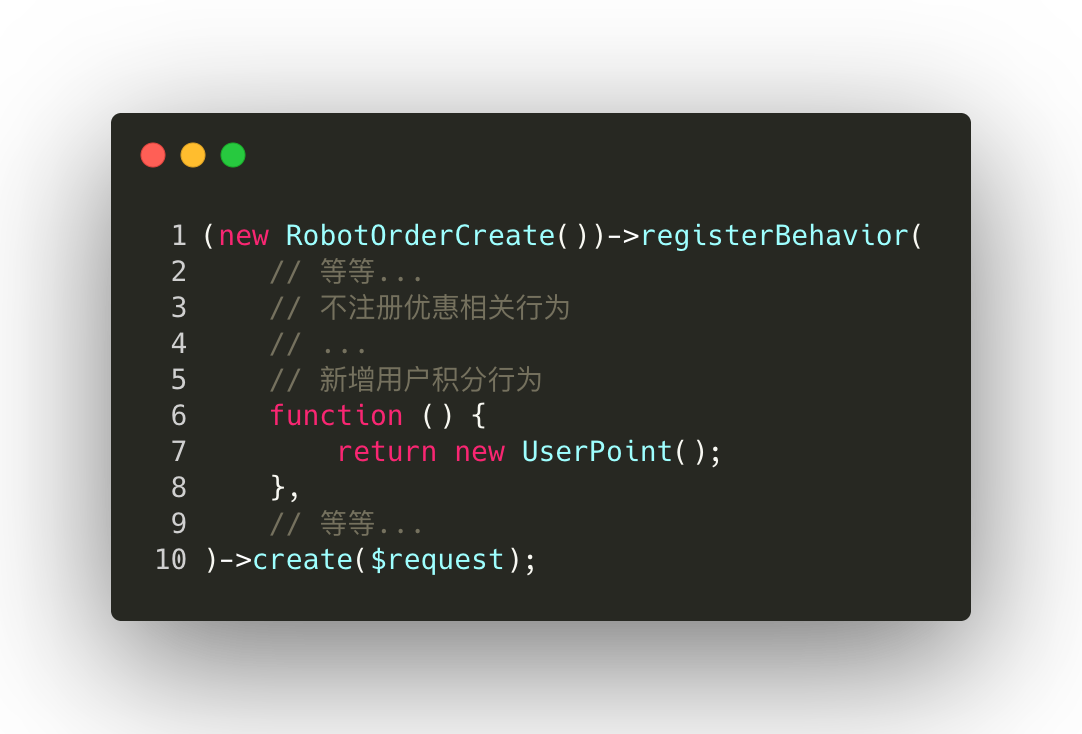 1 (new RobotOrderCreate())->registerBehavior(
2     // 等等...
3     // 不注册优惠相关行为
4     // ...
5     // 新增用户积分行为
6     function () {
7         return new UserPoint();
8     },
9     // 等等...
10 )->create($request);